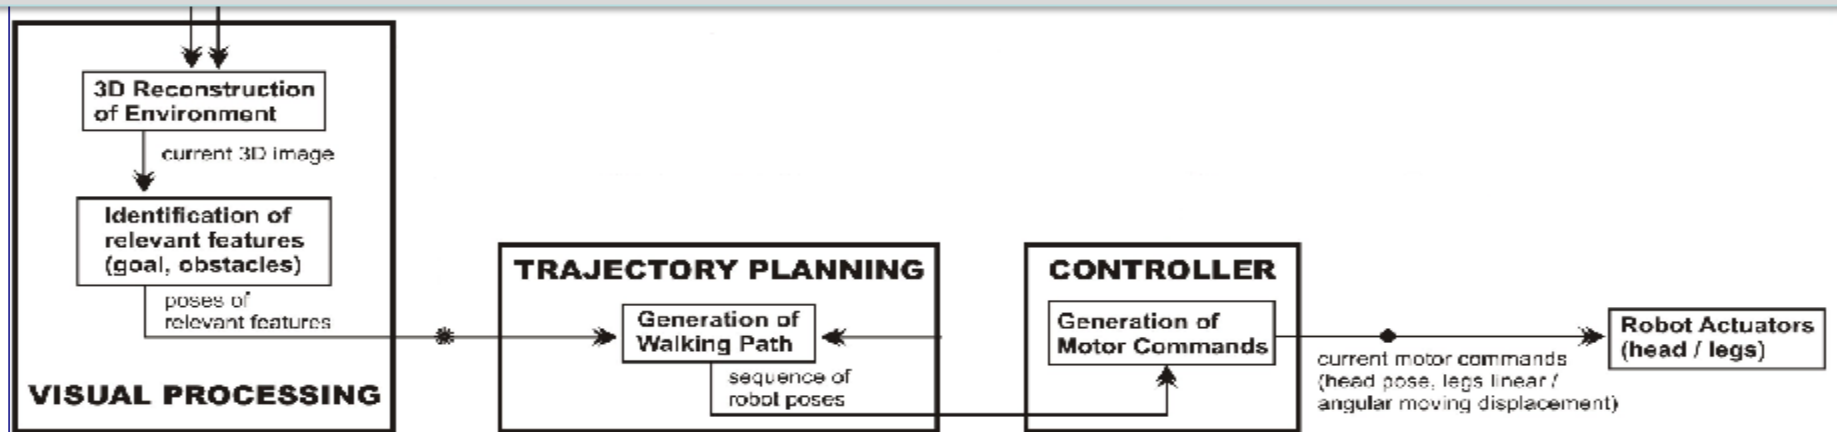 3D Reconstruction
of Environment
current 3D image
Identification of
relevant features
(goal, obstacles)
poses of
relevant features
VISUAL PROCESSING
TRAJECTORY PLANNING
Generation of
Walking Path
sequence of
robot poses
CONTROLLER
Generation of
Motor Commands
current motor commands
(head pose, legs linear /
angular moving displacement)
Robot Actuators
(head / legs)